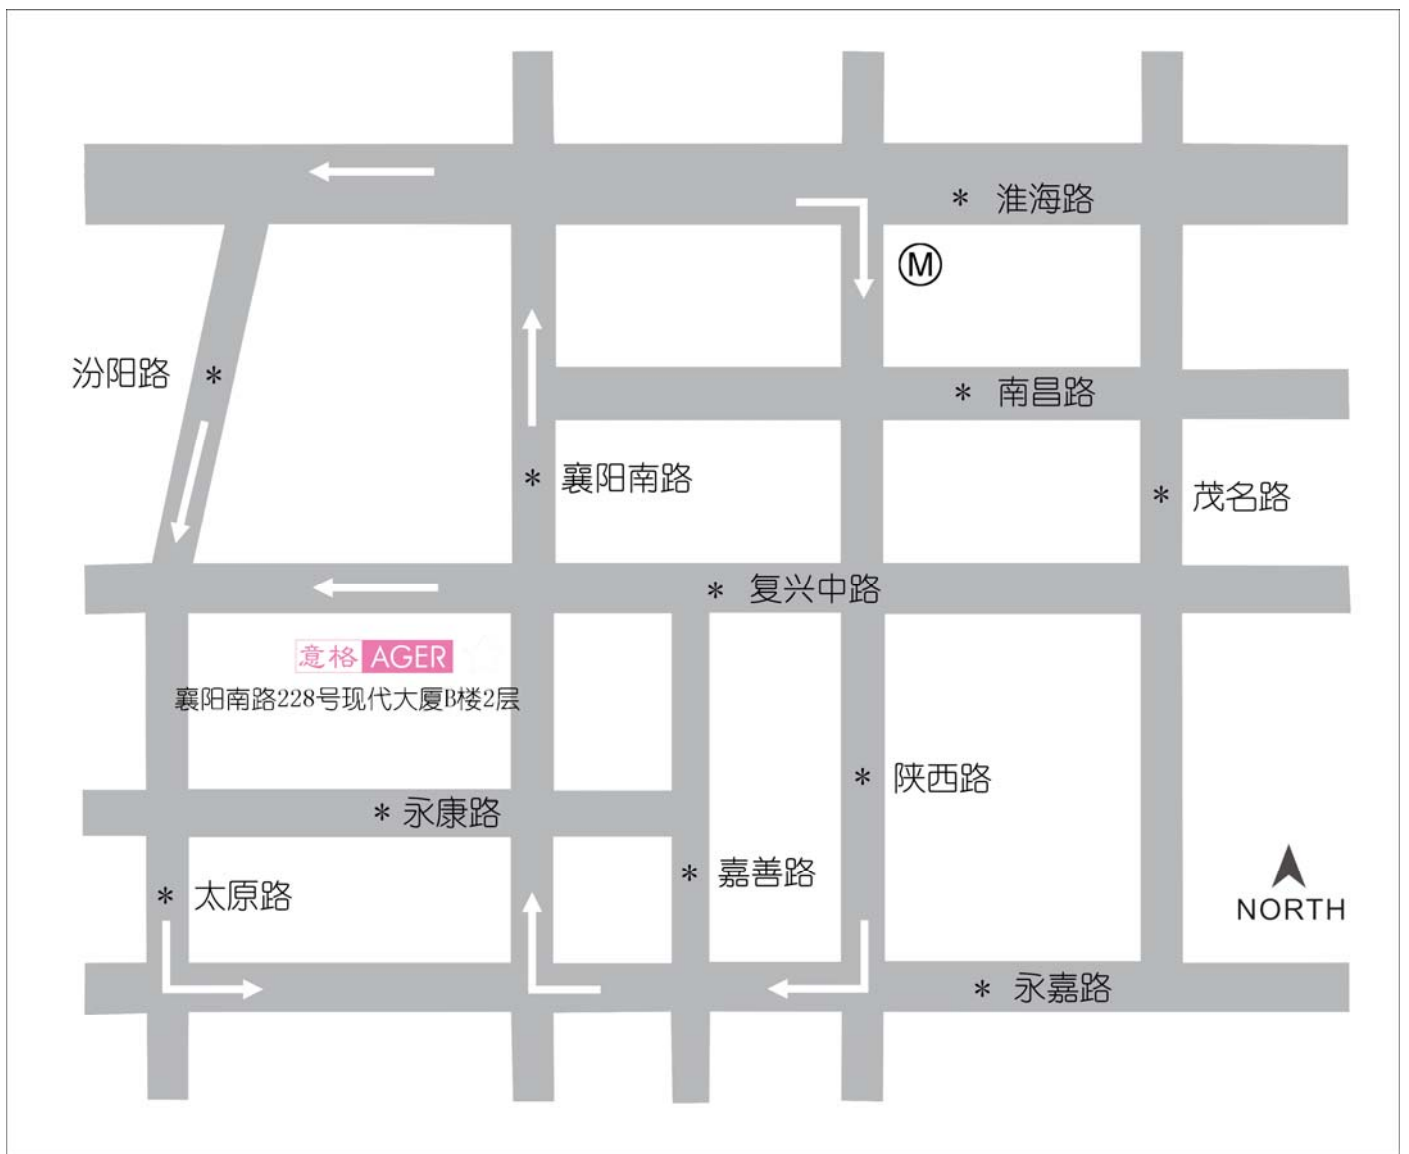 * 淮海路
M
汾阳路 *
* 南昌路
* 襄阳南路
* 茂名路
* 复兴中路
意格 AGER
襄阳南路228号现代大厦B楼2层
* 陕西路
* 永康路
* 嘉善路
* 太原路
NORTH
* 永嘉路